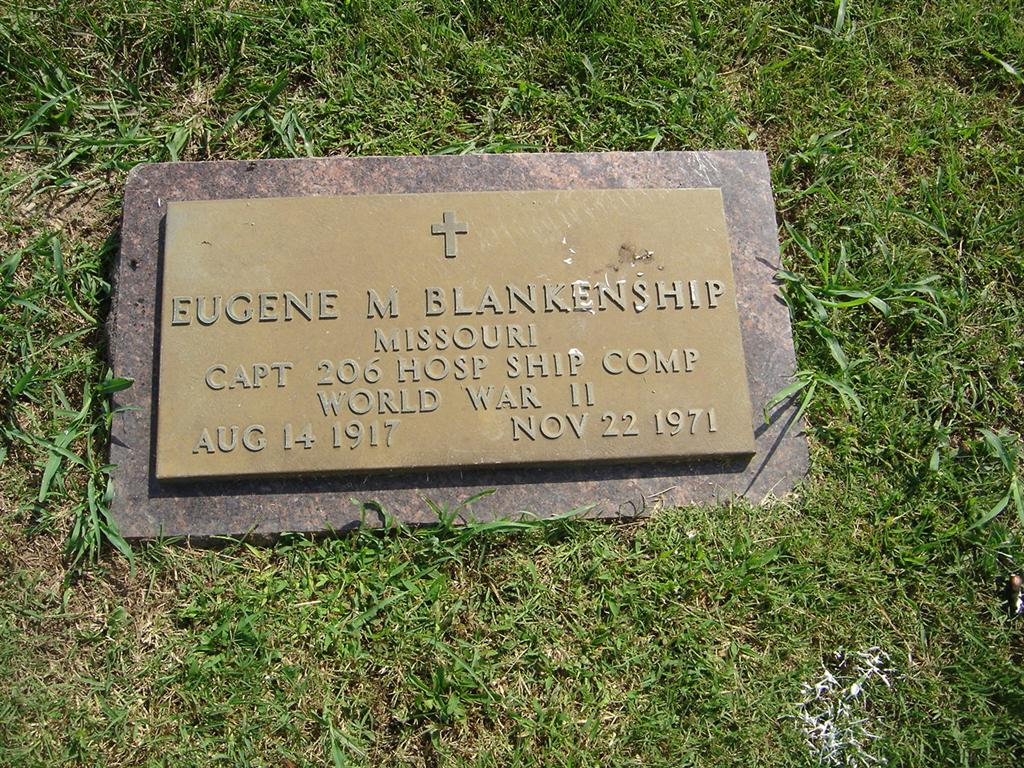 EUGENE M BLANKENSHIP
MISSOURI
CAPT 206 HOSP SHIP COMP
WORLD WAR II
AUG 14 1917 NOV 22 1971